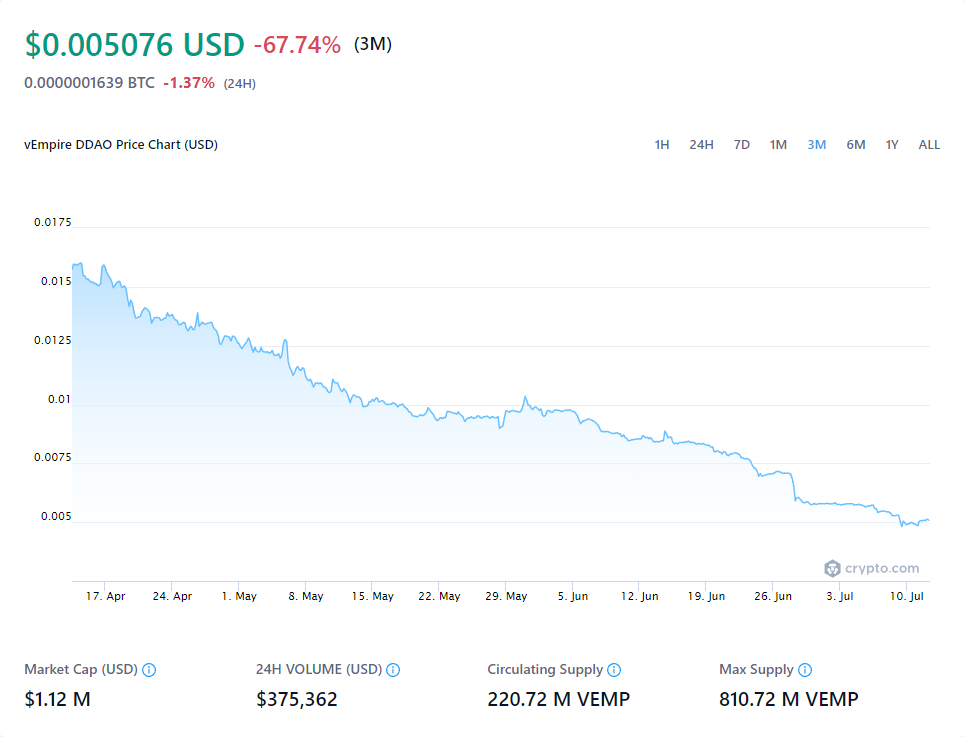 $0.005076 USD -67.74% (3M)
0.0000001639 BTC -1.37% (24H)
vEmpire DDAO Price Chart (USD) 1H 24H 7D 1M 3M 6M 1Y ALL
0.0175
0.015
0.0125
0.01
0.0075
0.005
crypto.com
17. Apr 24. Apr 1. May 8. May 15. May 22. May 29. May 5. Jun 12. Jun 19. Jun 26. Jun 3. Jul 10. Jul
Market Cap (USD) 24H VOLUME (USD) Circulating Supply Max Supply
$1.12 M $375,362 220.72 M VEMP 810.72 M VEMP